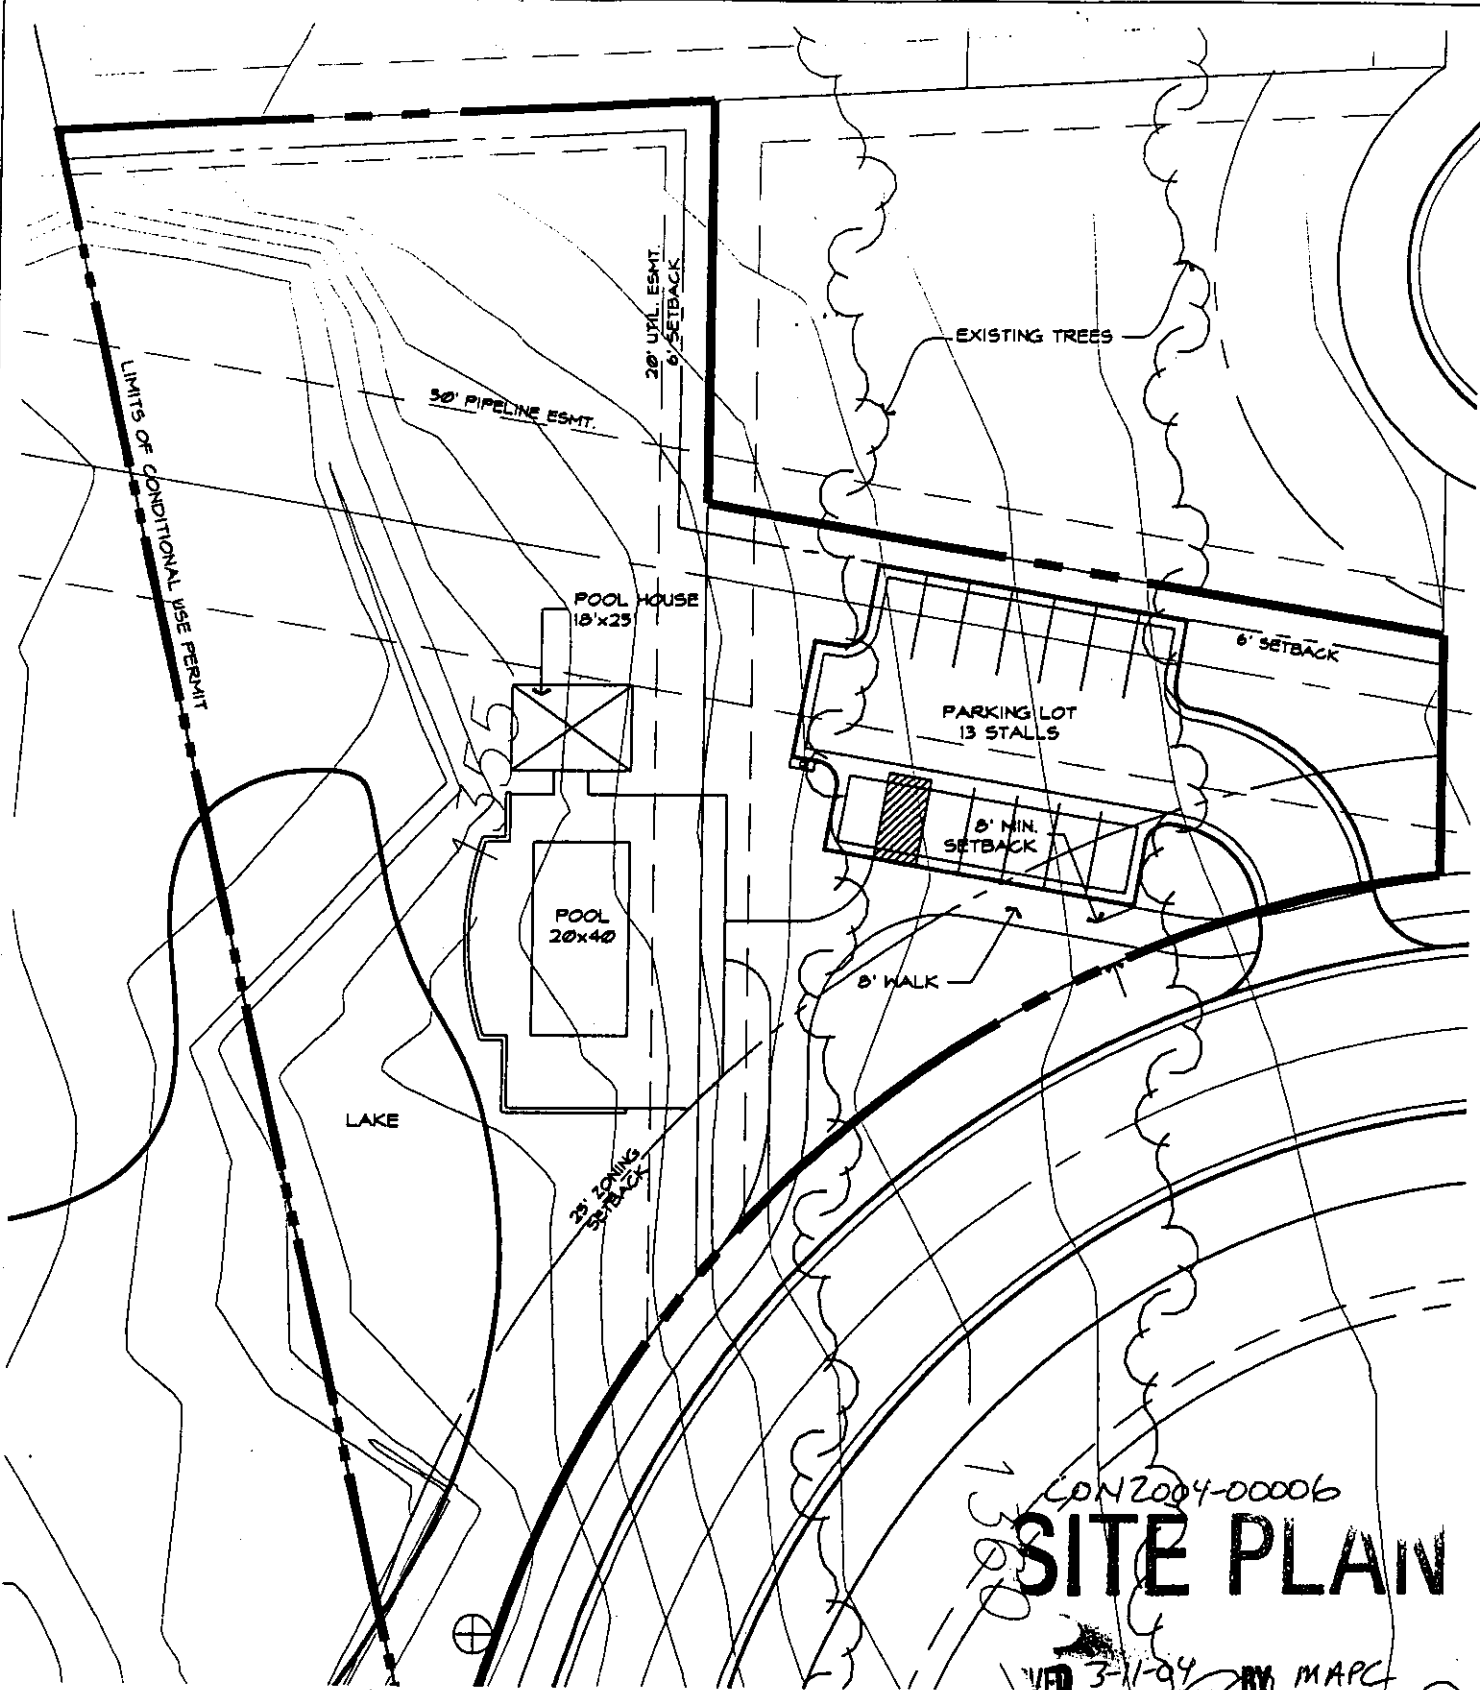 20' UTIL. ESMT.
6' SETBACK
EXISTING TREES
LIMITS OF CONDITIONAL USE PERMIT
30' PIPELINE ESMT.
POOL HOUSE
18'x25'
6' SETBACK
PARKING LOT
13 STALLS
8' MIN.
SETBACK
POOL
20x40
8' WALK
LAKE
25' ZONING
SETBACK
1360
CON2004-00006
SITE PLAN
3-11-04 BY MAPC